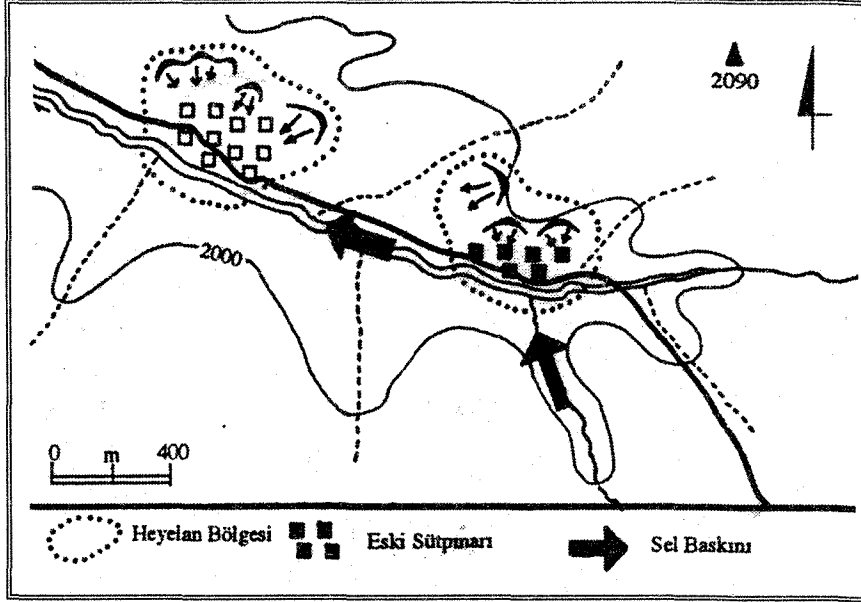 2090
2000
0 m 400
Heyelan Bölgesi
Eski Sütpınarı
Sel Baskını